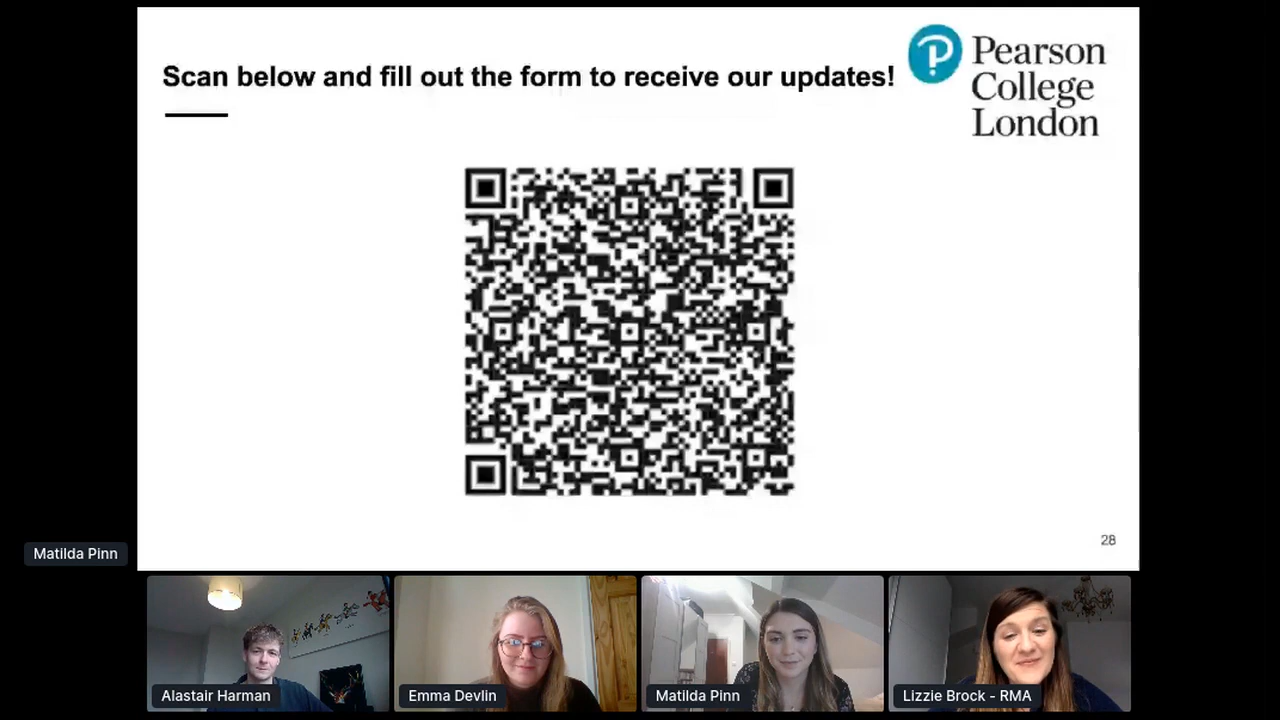 Scan below and fill out the form to receive our updates!
Pearson
College
London
28
Matilda Pinn
Alastair Harman
Emma Devlin
Matilda Pinn
Lizzie Brock - RMA